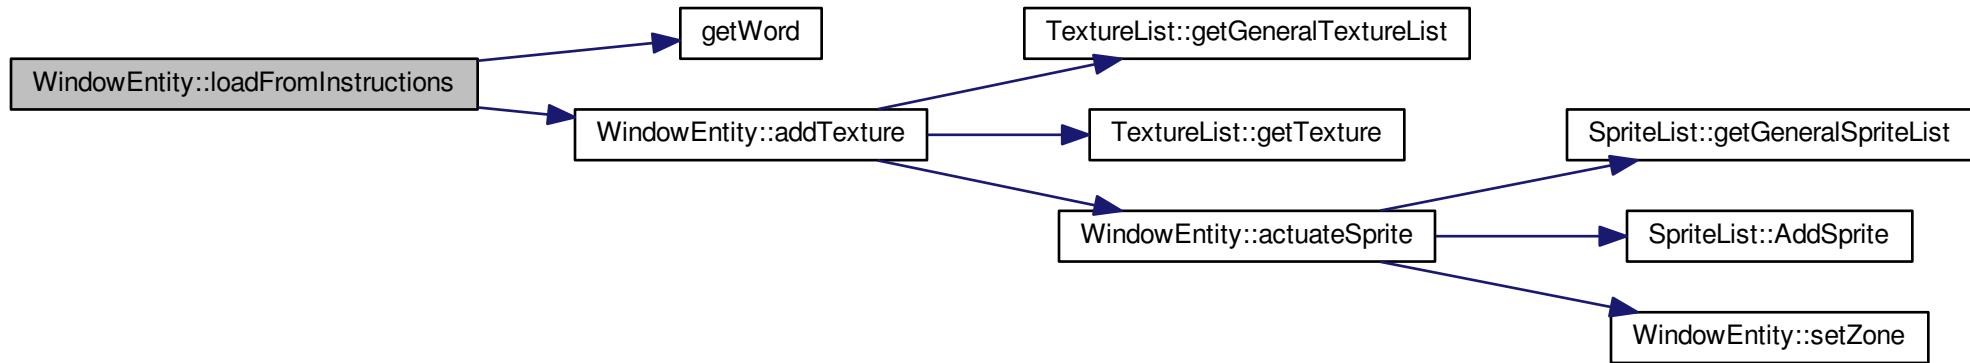 WindowEntity::loadFromInstructions
getWord
WindowEntity::addTexture
TextureList::getGeneralTextureList
TextureList::getTexture
WindowEntity::actuateSprite
SpriteList::getGeneralSpriteList
SpriteList::AddSprite
WindowEntity::setZone